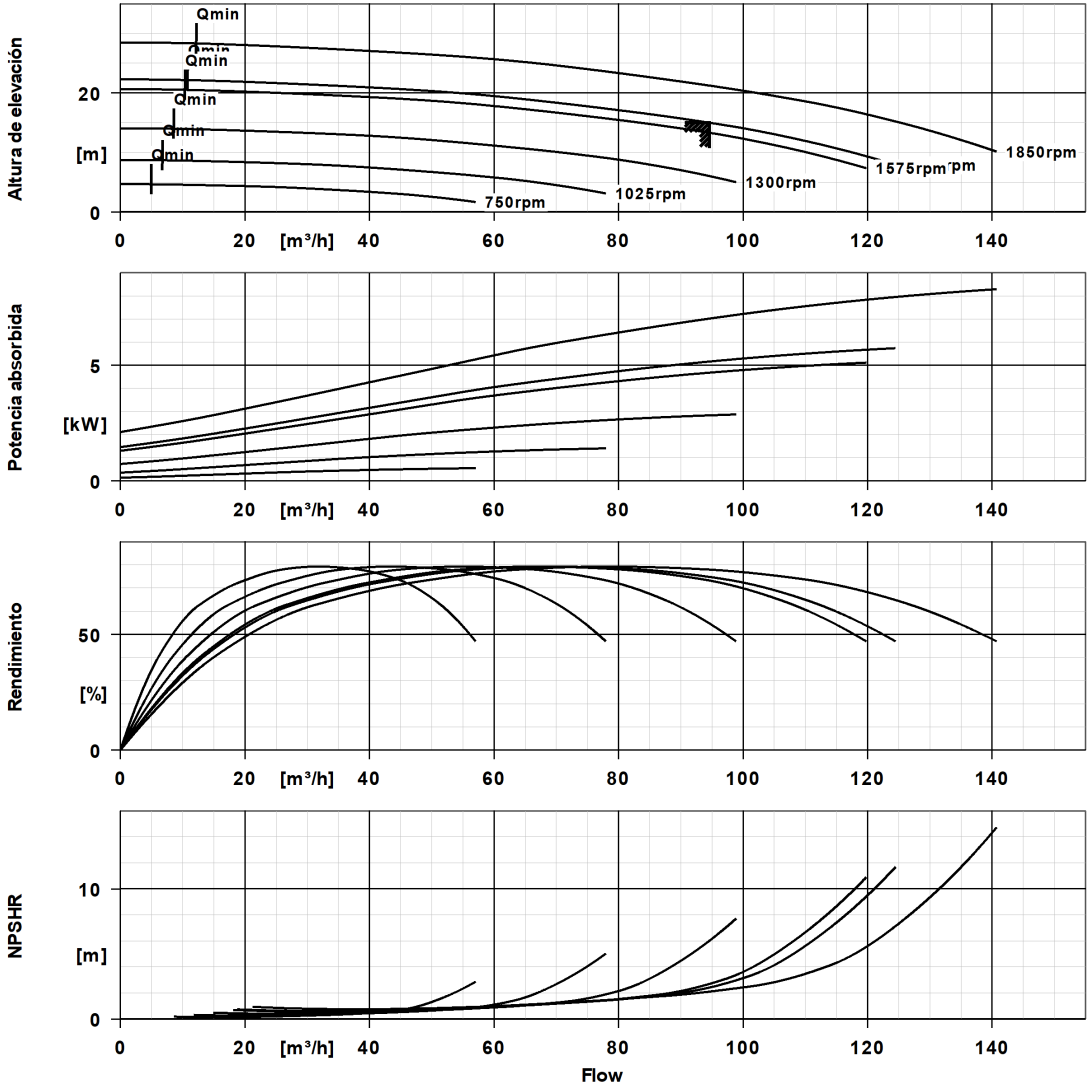 Qmin
Qmin
Qmin
Qmin
Qmin
Qmin
Altura de elevación
20
[m]
0
1850rpm
1575rpm
rpm
1300rpm
1025rpm
750rpm
0 20 [m³/h] 40 60 80 100 120 140
Potencia absorbida
5
[kW]
0
0 20 [m³/h] 40 60 80 100 120 140
Rendimiento
50
[%]
0
0 20 [m³/h] 40 60 80 100 120 140
NPSHR
10
[m]
0
0 20 [m³/h] 40 60 80 100 120 140
Flow